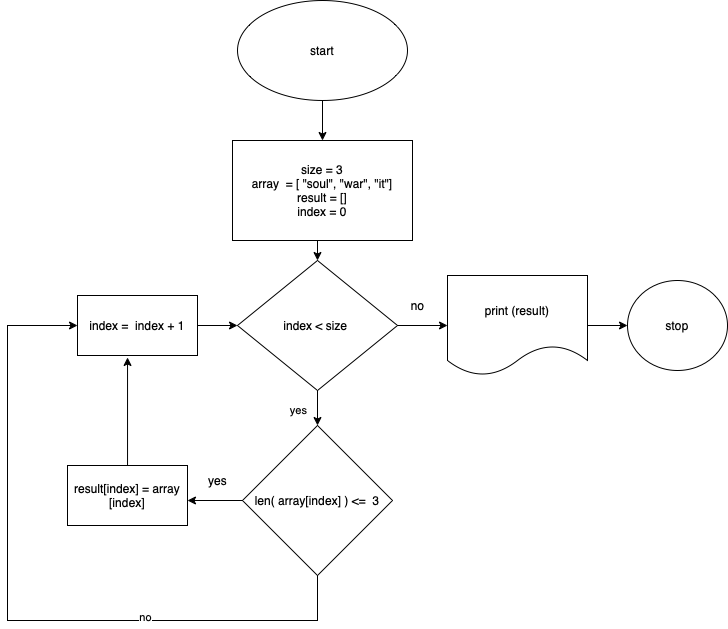 start
size = 3
array  = [ "soul", "war", "it"]
result = []
index = 0
index =  index + 1
index < size
no
print (result)
stop
yes
len( array[index] ) <=  3
yes
result[index] = array
[index]
no